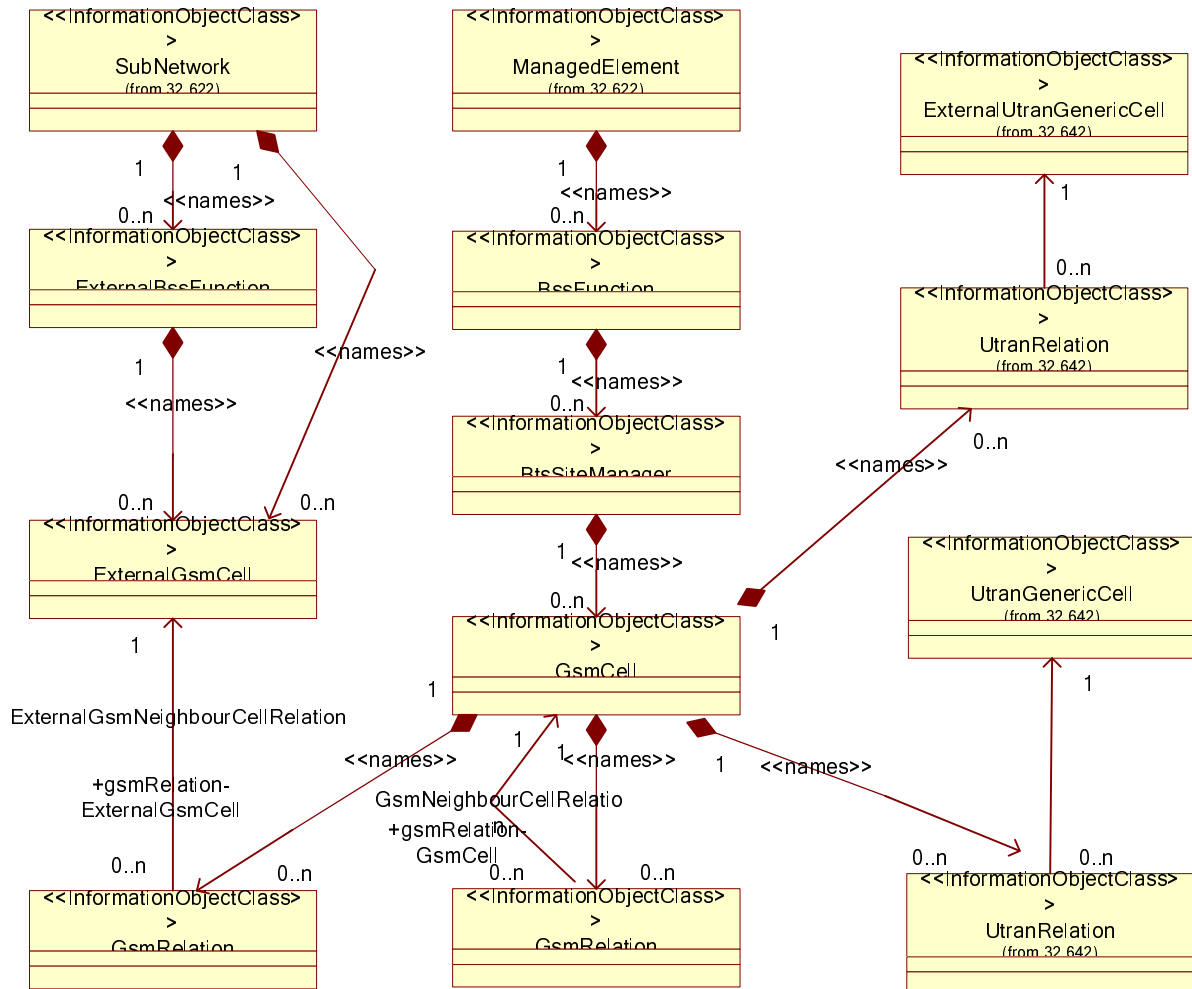 <<InformationObjectClass>
>
SubNetwork
(from 32.622)
<<InformationObjectClass>
>
ManagedElement
(from 32.622)
<<InformationObjectClass>
>
ExternalUtranGenericCell
(from 32.642)
1
1
<<names>>
0..n
1
<<names>>
0..n
1
0..n
<<InformationObjectClass>
>
ExternalBssFunction
<<InformationObjectClass>
>
BssFunction
<<InformationObjectClass>
>
UtranRelation
(from 32.642)
1
<<names>>
<<names>>
1
<<names>>
0..n
<<InformationObjectClass>
>
BtsSiteManager
0..n
<<names>>
0..n
0..n
<<InformationObjectClass>
>
ExternalGsmCell
1
<<names>>
0..n
<<InformationObjectClass>
>
UtranGenericCell
(from 32.642)
<<InformationObjectClass>
>
GsmCell
1
1
1
1
ExternalGsmNeighbourCellRelation
+gsmRelation-
ExternalGsmCell
0..n
<<names>>
0..n
1
1
<<names>>
GsmNeighbourCellRelatio
n
+gsmRelation-
GsmCell
0..n
0..n
1
<<names>>
0..n
0..n
<<InformationObjectClass>
>
GsmRelation
<<InformationObjectClass>
>
GsmRelation
<<InformationObjectClass>
>
UtranRelation
(from 32.642)